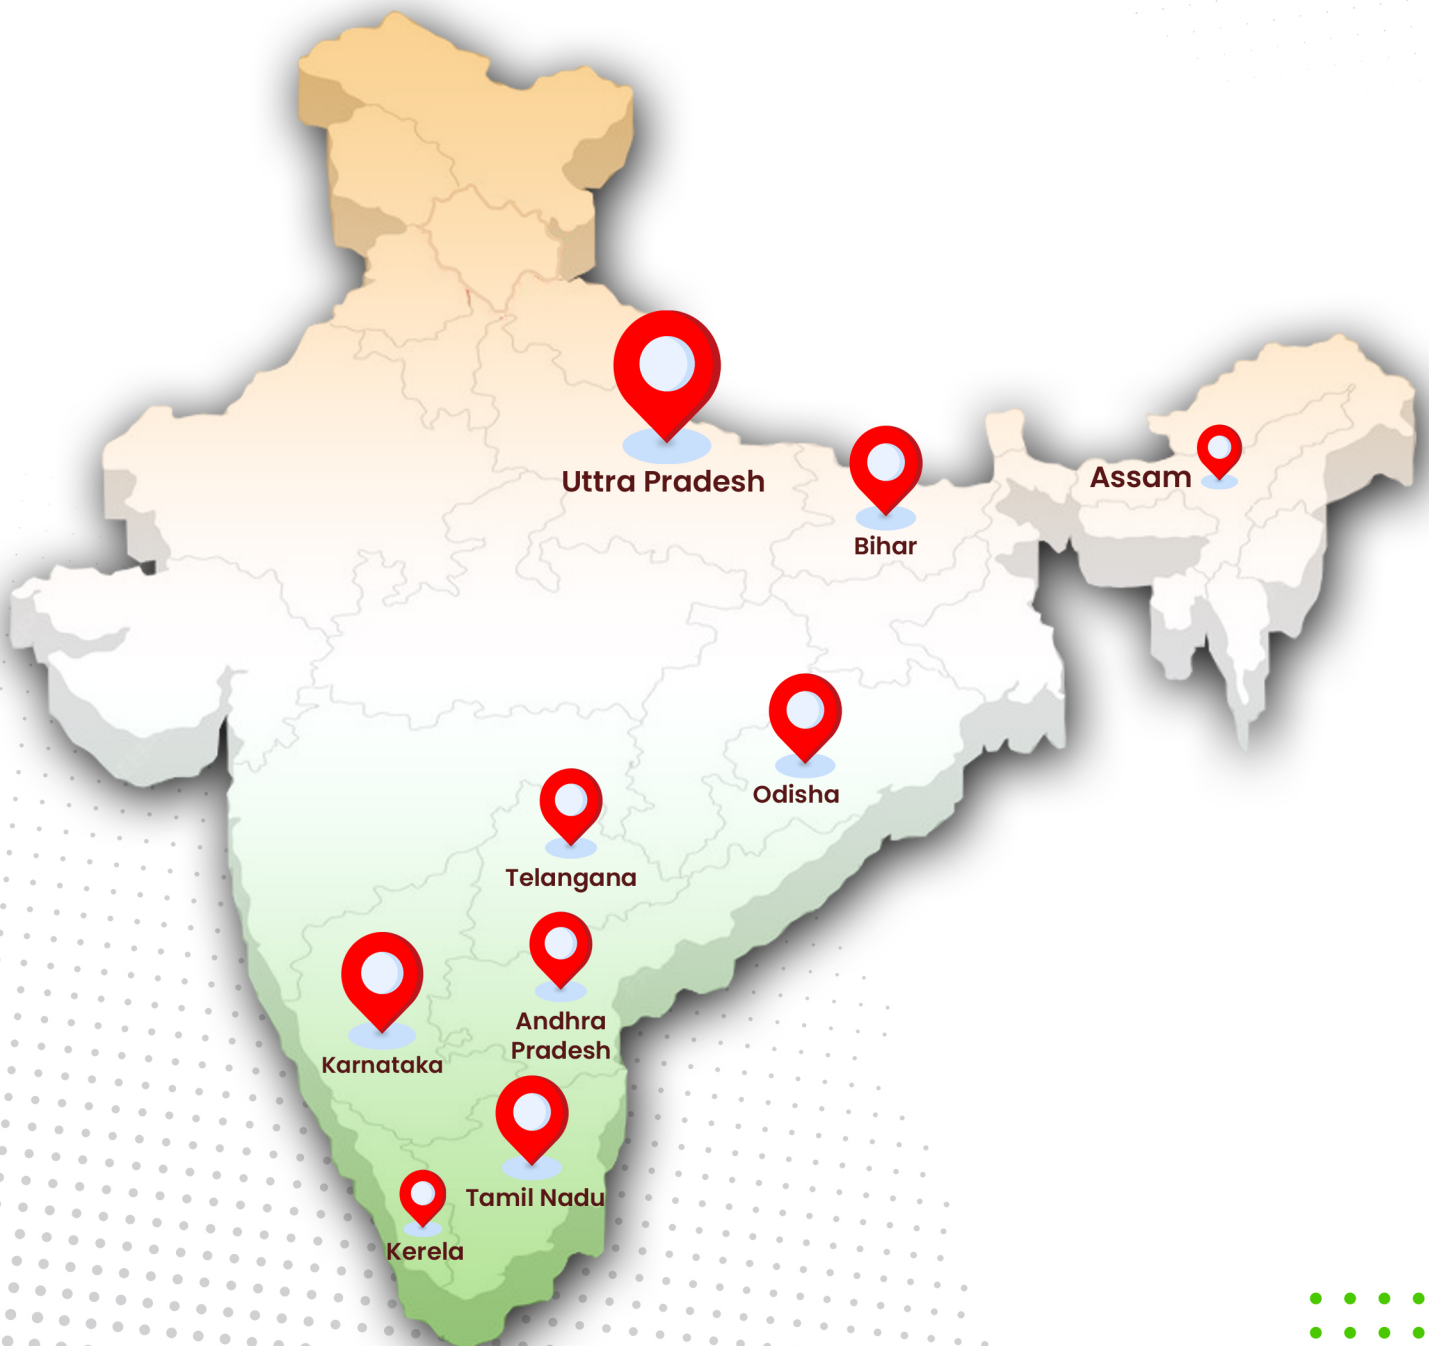 Uttra Pradesh
Assam
Bihar
Odisha
Telangana
Andhra
Pradesh
Karnataka
Tamil Nadu
Kerela